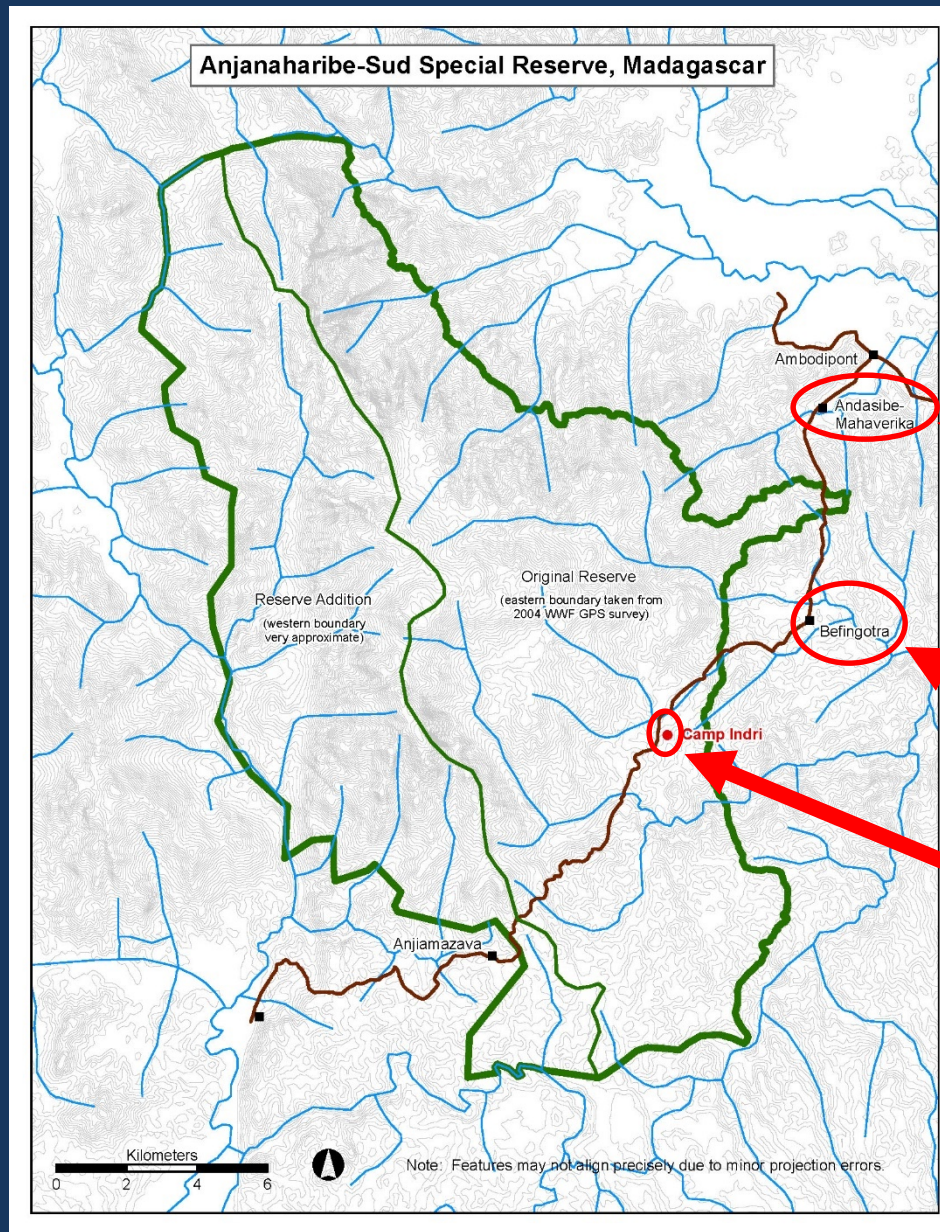 Anjanaharibe-Sud Special Reserve, Madagascar
Ambodipont
Andasibe-
Mahaverika
Original Reserve
(eastern boundary taken from
2004 WWF GPS survey)
Reserve Addition
(western boundary
very approximate)
Befingotra
Camp Indri
Anjiamazava
Kilometers
0 2 4 6
Note: Features may not align precisely due to minor projection errors.